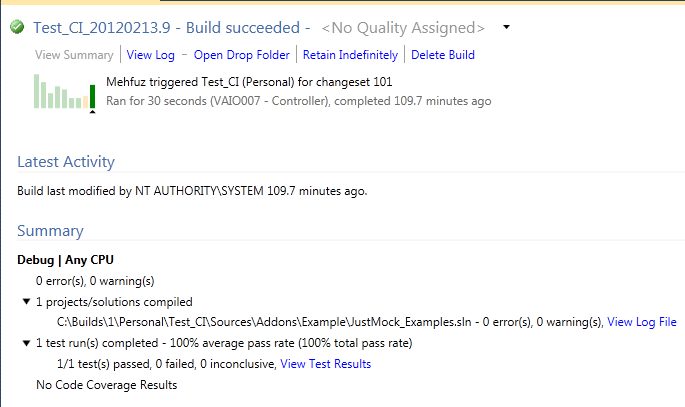 Test_CI_20120213.9 - Build succeeded - <No Quality Assigned>
View Summary | View Log - Open Drop Folder | Retain Indefinitely | Delete Build
Mehfuz triggered Test_CI (Personal) for changeset 101
Ran for 30 seconds (VAIO007 - Controller), completed 109.7 minutes ago
Latest Activity
Build last modified by NT AUTHORITY\SYSTEM 109.7 minutes ago.
Summary
Debug | Any CPU
0 error(s), 0 warning(s)
1 projects/solutions compiled
C:\Builds\1\Personal\Test_CI\Sources\Addons\Example\JustMock_Examples.sln - 0 error(s), 0 warning(s), View Log File
1 test run(s) completed - 100% average pass rate (100% total pass rate)
1/1 test(s) passed, 0 failed, 0 inconclusive, View Test Results
No Code Coverage Results